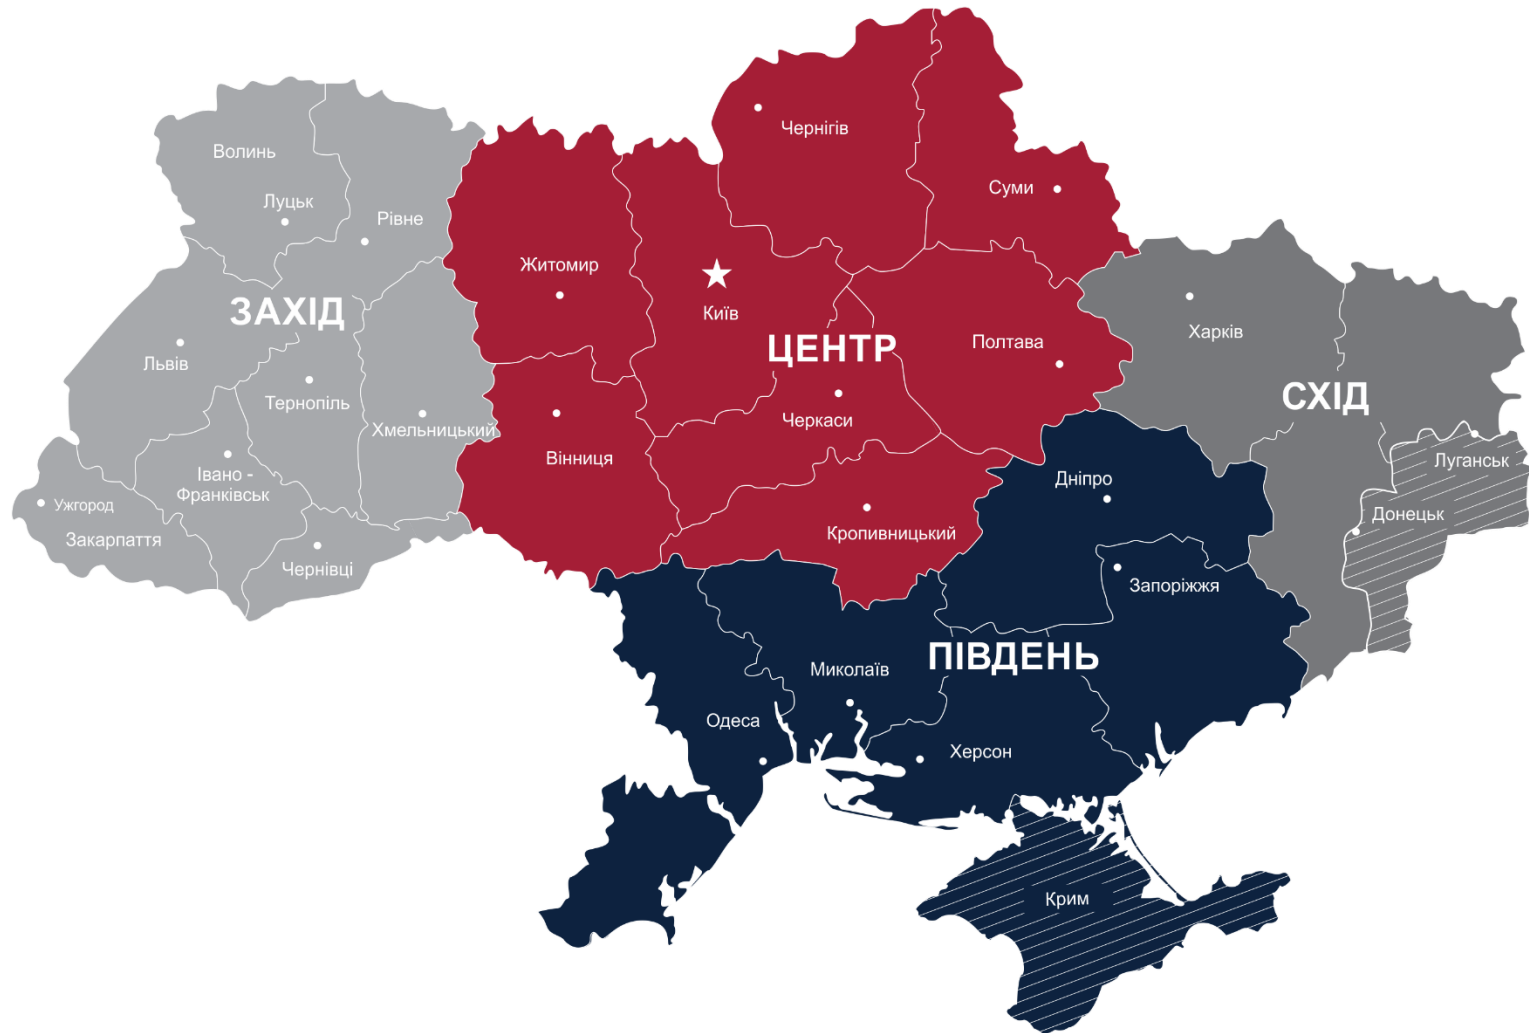 Чернігів
Волинь
Суми
Луцьк
Рівне
Житомир
Київ
ЗАХІД
Харків
Полтава
ЦЕНТР
Львів
СХІД
Тернопіль
Черкаси
Хмельницький
Вінниця
Луганськ
Івано -
Франківськ
Дніпро
Ужгород
Донецьк
Кропивницький
Закарпаття
Чернівці
Запоріжжя
ПІВДЕНЬ
Миколаїв
Одеса
Херсон
Крим